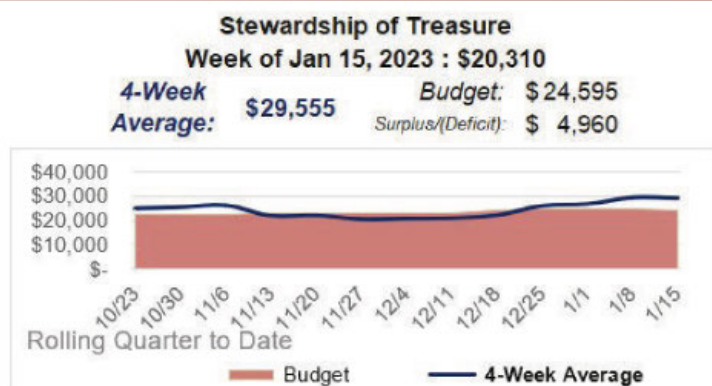 Stewardship of Treasure
Week of Jan 15, 2023 : $20,310
4-Week Average: $29,555
Budget: $24,595
Surplus/(Deficit): $ 4,960
$40,000
$30,000
$20,000
$10,000
$-
10/23 10/30 11/6 11/13 11/20 11/27 12/4 12/11 12/18 12/25 1/1 1/8 1/15
Rolling Quarter to Date
Budget 4-Week Average